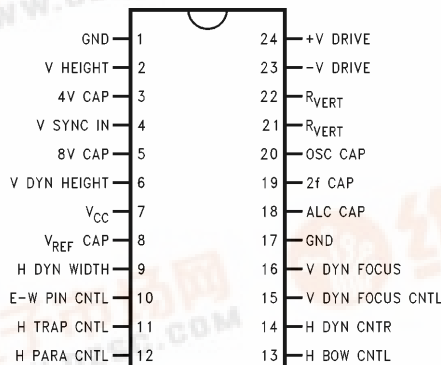 GND 1 24 +V DRIVE
V HEIGHT 2 23 -V DRIVE
4V CAP 3 22 RVERT
V SYNC IN 4 21 RVERT
8V CAP 5 20 OSC CAP
V DYN HEIGHT 6 19 2f CAP
VCC 7 18 ALC CAP
VREF CAP 8 17 GND
H DYN WIDTH 9 16 V DYN FOCUS
E-W PIN CNTL 10 15 V DYN FOCUS CNTL
H TRAP CNTL 11 14 H DYN CNTR
H PARA CNTL 12 13 H BOW CNTL